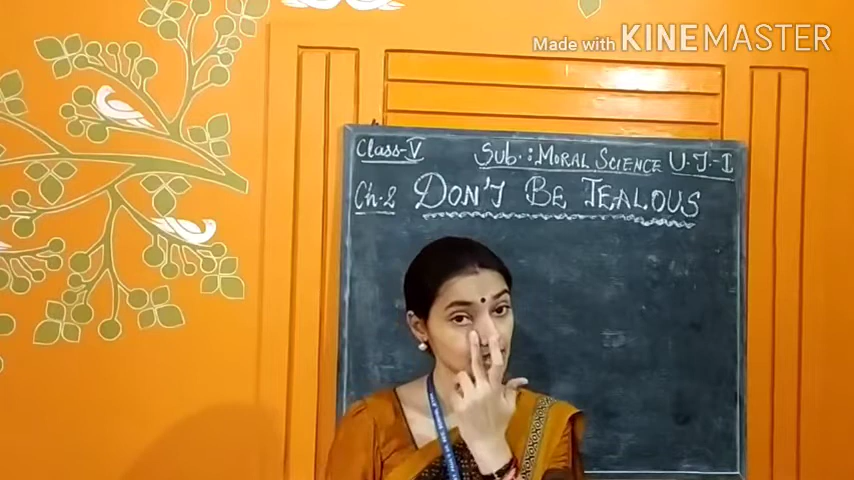 Made with KINEMASTER
Class-V Sub.: MORAL SCIENCE U.T-I
Ch.2 DON'T BE JEALOUS